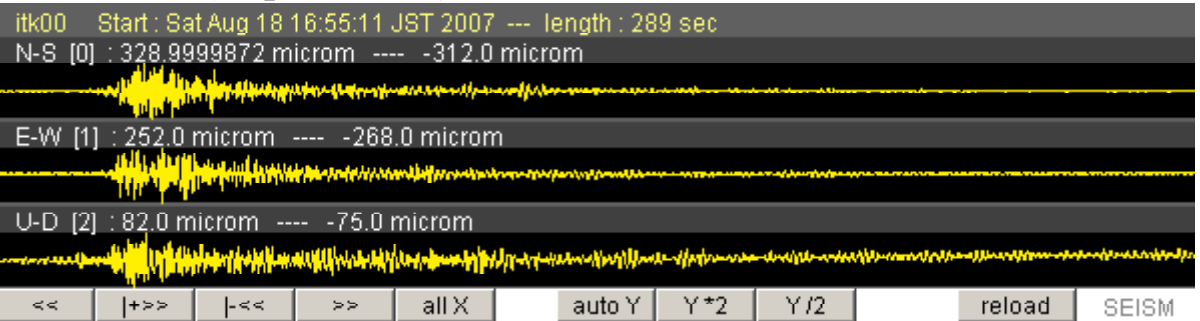 itk00 Start : Sat Aug 18 16:55:11 JST 2007 --- length : 289 sec
N-S [0] : 328.9999872 microm ---- -312.0 microm
E-W [1] : 252.0 microm ---- -268.0 microm
U-D [2] : 82.0 microm ---- -75.0 microm
<< |+>> |-<< >> all X auto Y Y *2 Y /2 reload SEISM